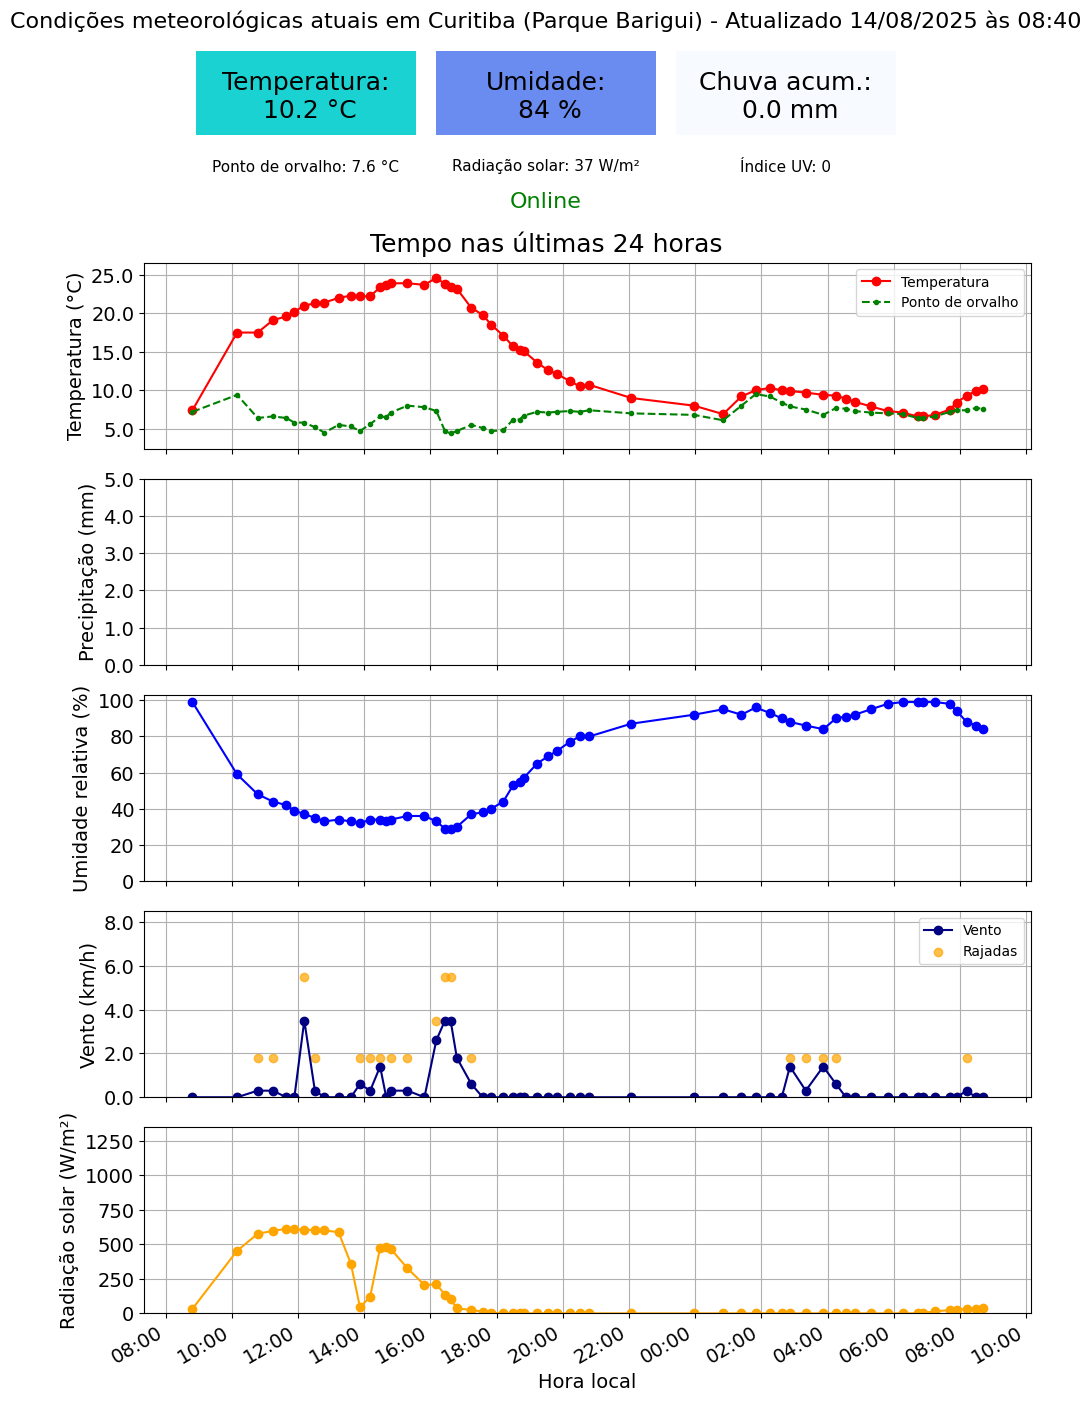 Condições meteorológicas atuais em Curitiba (Parque Barigui) - Atualizado 14/08/2025 às 08:40
Temperatura:
10.2 °C
Umidade:
84 %
Chuva acum.:
0.0 mm
Ponto de orvalho: 7.6 °C
Radiação solar: 37 W/m²
Índice UV: 0
Online
Tempo nas últimas 24 horas
Temperatura (°C)
25.0
20.0
15.0
10.0
5.0
Temperatura
Ponto de orvalho
Precipitação (mm)
5.0
4.0
3.0
2.0
1.0
0.0
Umidade relativa (%)
100
80
60
40
20
0
Vento (km/h)
8.0
6.0
4.0
2.0
0.0
Vento
Rajadas
Radiação solar (W/m²)
1250
1000
750
500
250
0
08:00
10:00
12:00
14:00
16:00
18:00
20:00
22:00
00:00
02:00
04:00
06:00
08:00
10:00
Hora local